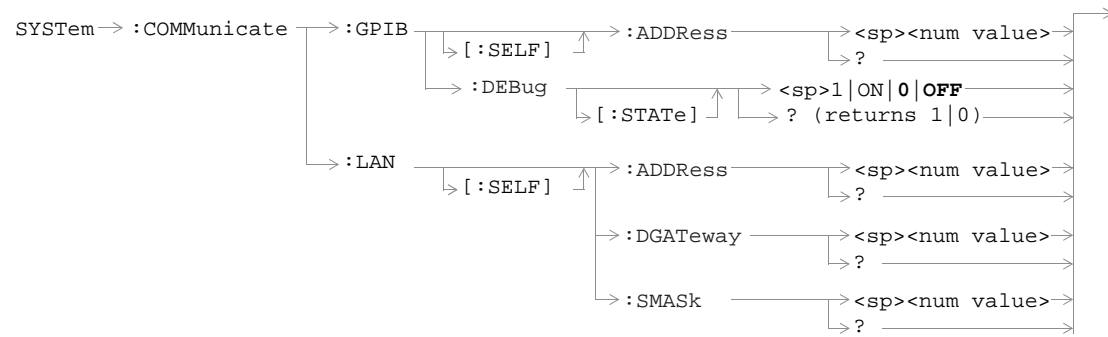 SYSTem :COMMunicate :GPIB [:SELF] :ADDRess <sp><num value>
?
:DEBug [:STATe] <sp>1|ON|0|OFF
? (returns 1|0)
:LAN [:SELF] :ADDRess <sp><num value>
?
:DGATeway <sp><num value>
?
:SMASk <sp><num value>
?